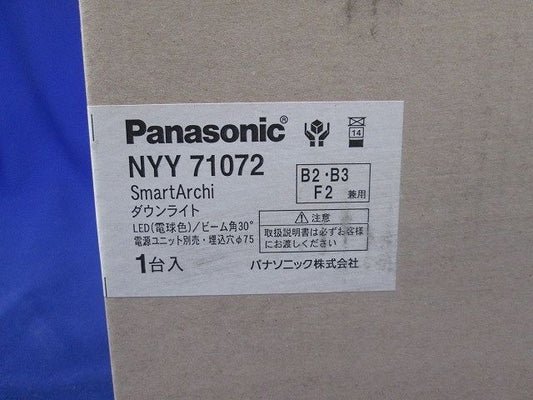 Panasonic®
14
NYY 71072
B2・B3
F2 兼用
SmartArchi
ダウンライト
LED(電球色)/ビーム角30°
電源ユニット別売・埋込穴φ75
⚠注意
取扱説明書は必ずお客様
にお渡しください
1台入
パナソニック株式会社